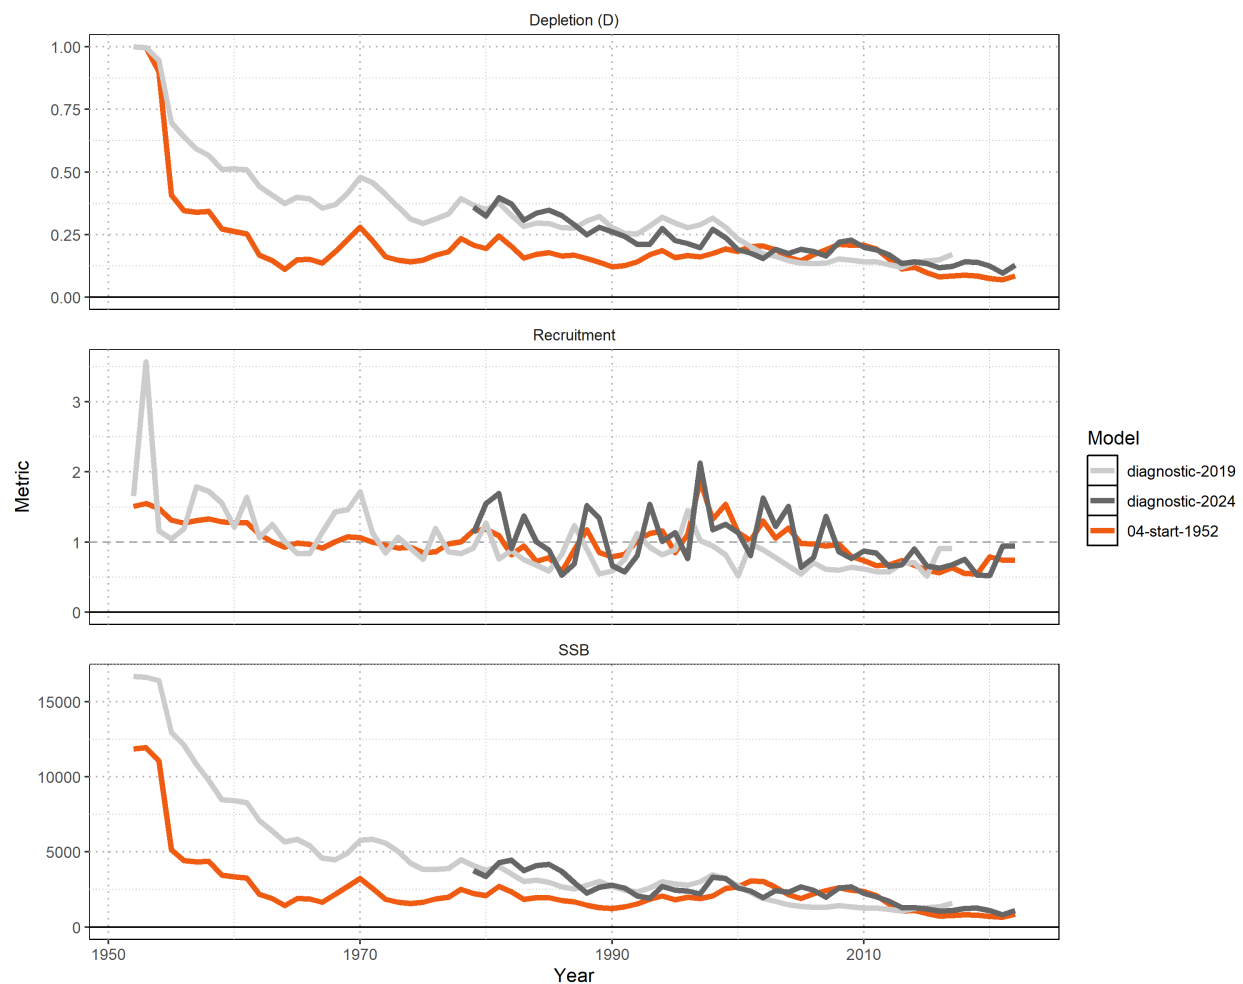 Depletion (D)
1.00
0.75
0.50
0.25
0.00
Recruitment
3
2
1
0
Metric
SSB
15000
10000
5000
0
1950
1970
1990
2010
Year
Model
diagnostic-2019
diagnostic-2024
04-start-1952